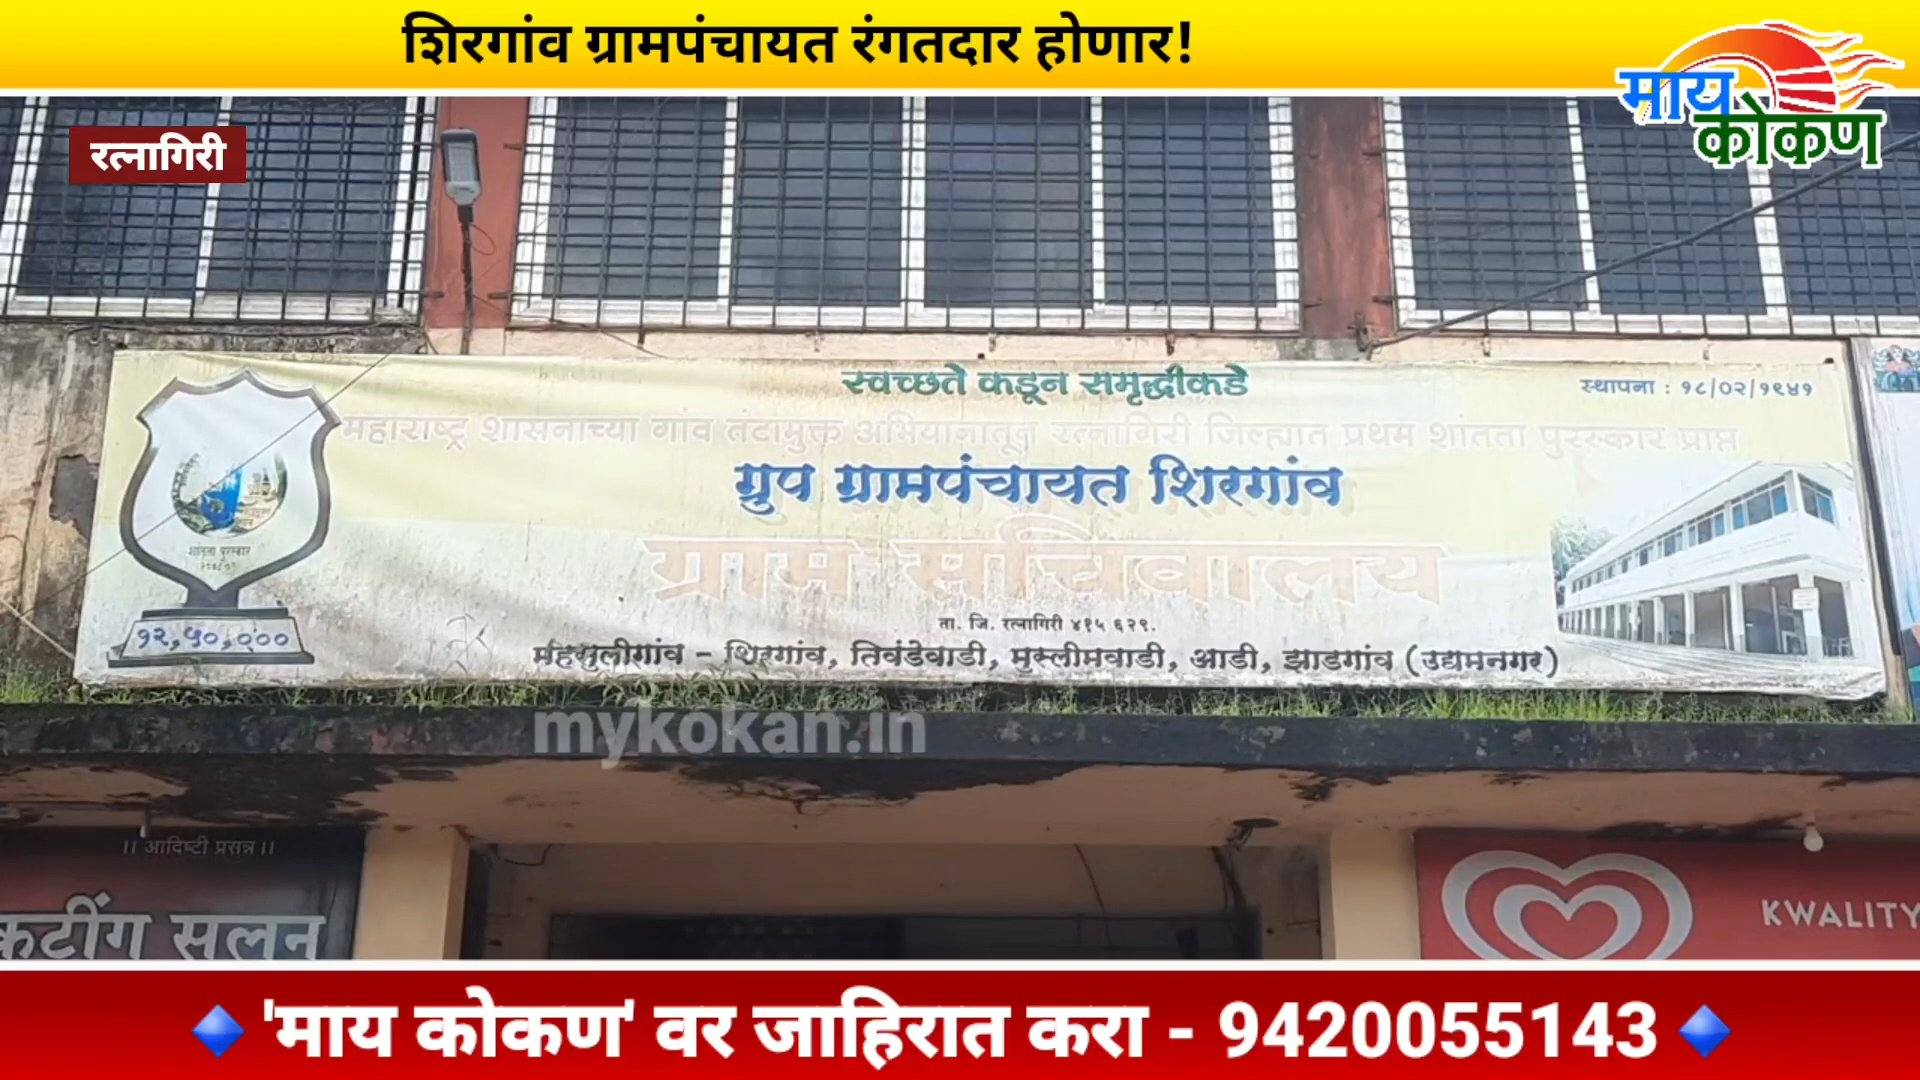 शिरगांव ग्रामपंचायत रंगतदार होणार!
माय
कोकण
रत्नागिरी
स्वच्छते कडून समृद्धीकडे
स्थापना : १८/०२/१९४१
महाराष्ट्र शासनाच्या गाव तंटामुक्त अभियानातून रत्नागिरी जिल्ह्यात प्रथम शांतता पुरस्कार प्राप्त
ग्रुप ग्रामपंचायत शिरगांव
ग्राम सचिवालय
शांतता पुरस्कार
१२,५०,०००
ता. जि. रत्नागिरी ४१५ ६२९.
महसुलीगांव - शिरगांव, तिवंडेवाडी, मुस्लीमवाडी, आडी, झाडगांव (उद्यमनगर)
mykokan.in
।। आदिष्टी प्रसन्न ।।
कटींग सलून
KWALITY
'माय कोकण' वर जाहिरात करा - 9420055143